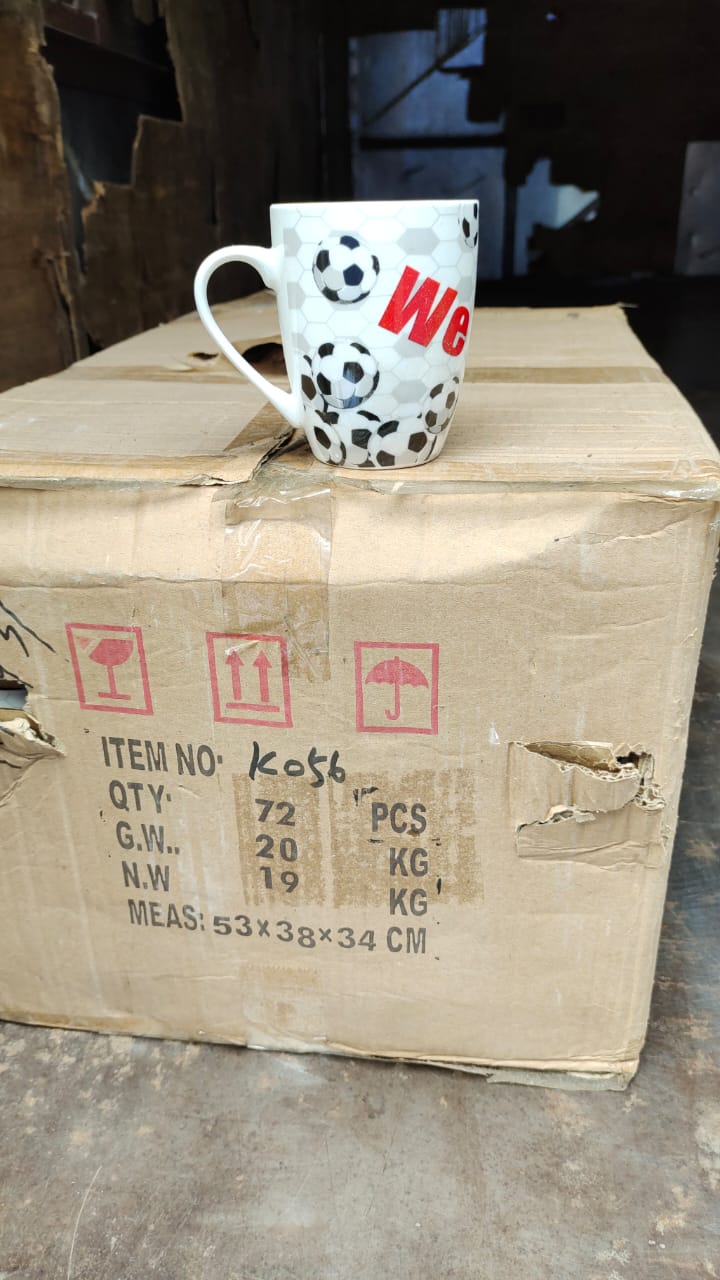 We
ITEM NO. K056
QTY. 72 PCS
G.W.. 20 KG
N.W 19 KG
MEAS: 53×38×34 CM